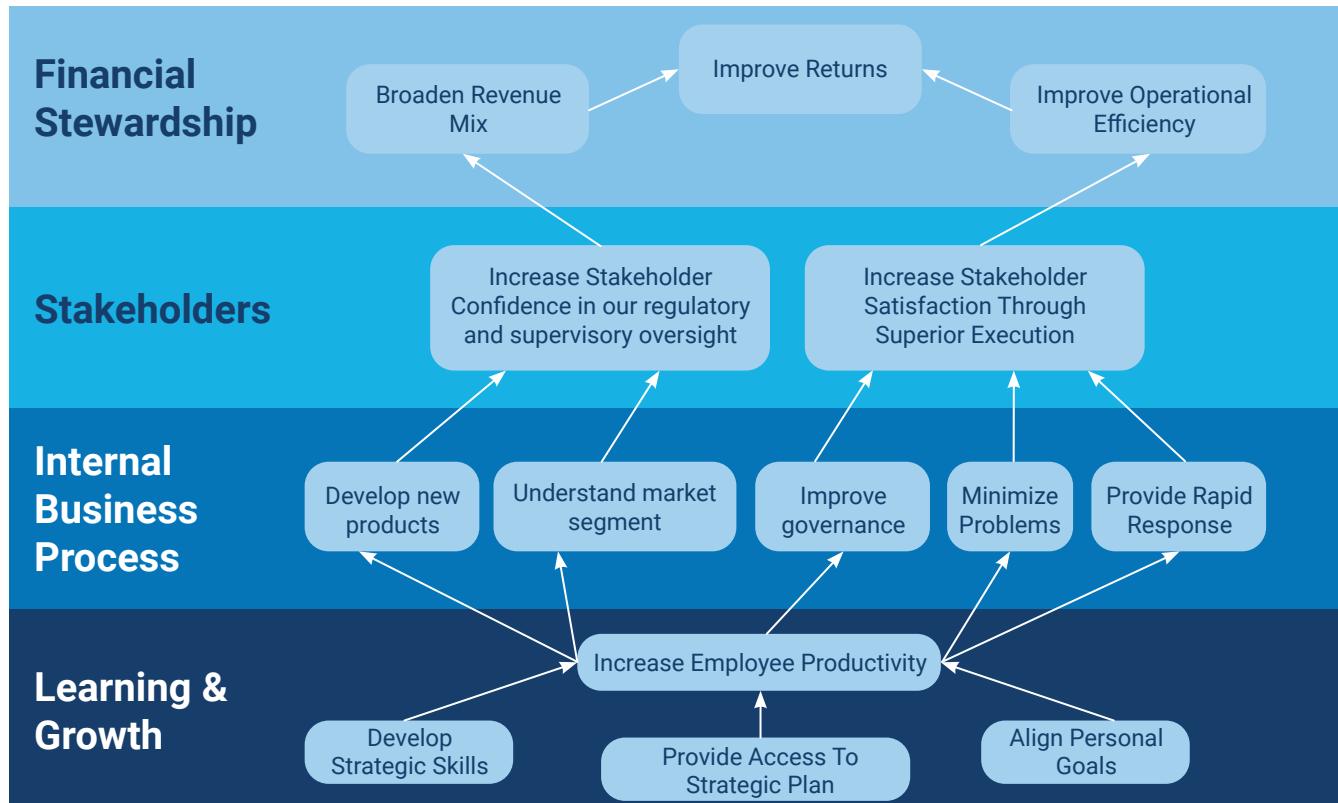 Financial
Stewardship
Broaden Revenue
Mix
Improve Returns
Improve Operational
Efficiency
Stakeholders
Increase Stakeholder
Confidence in our regulatory
and supervisory oversight
Increase Stakeholder
Satisfaction Through
Superior Execution
Internal
Business
Process
Develop new
products
Understand market
segment
Improve
governance
Minimize
Problems
Provide Rapid
Response
Learning &
Growth
Increase Employee Productivity
Develop
Strategic Skills
Provide Access To
Strategic Plan
Align Personal
Goals